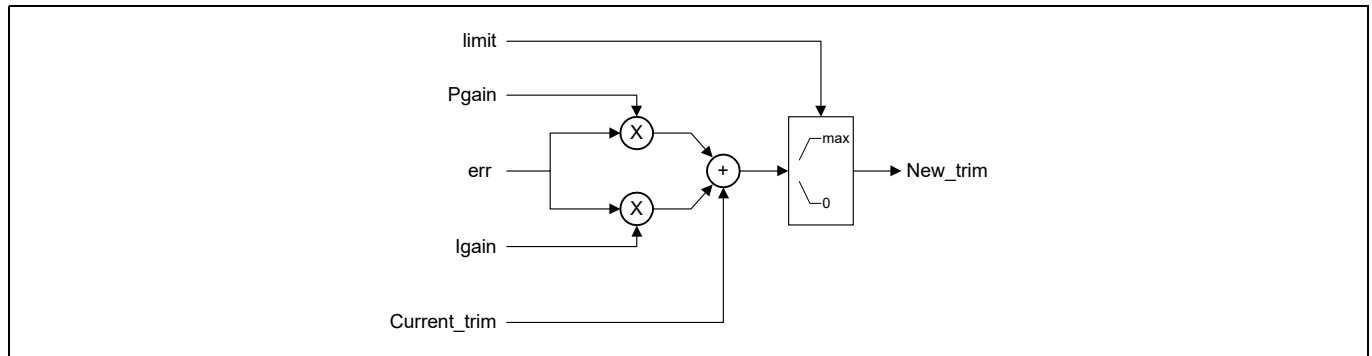 limit
Pgain
X
max
err
+
New_trim
X
0
Igain
Current_trim